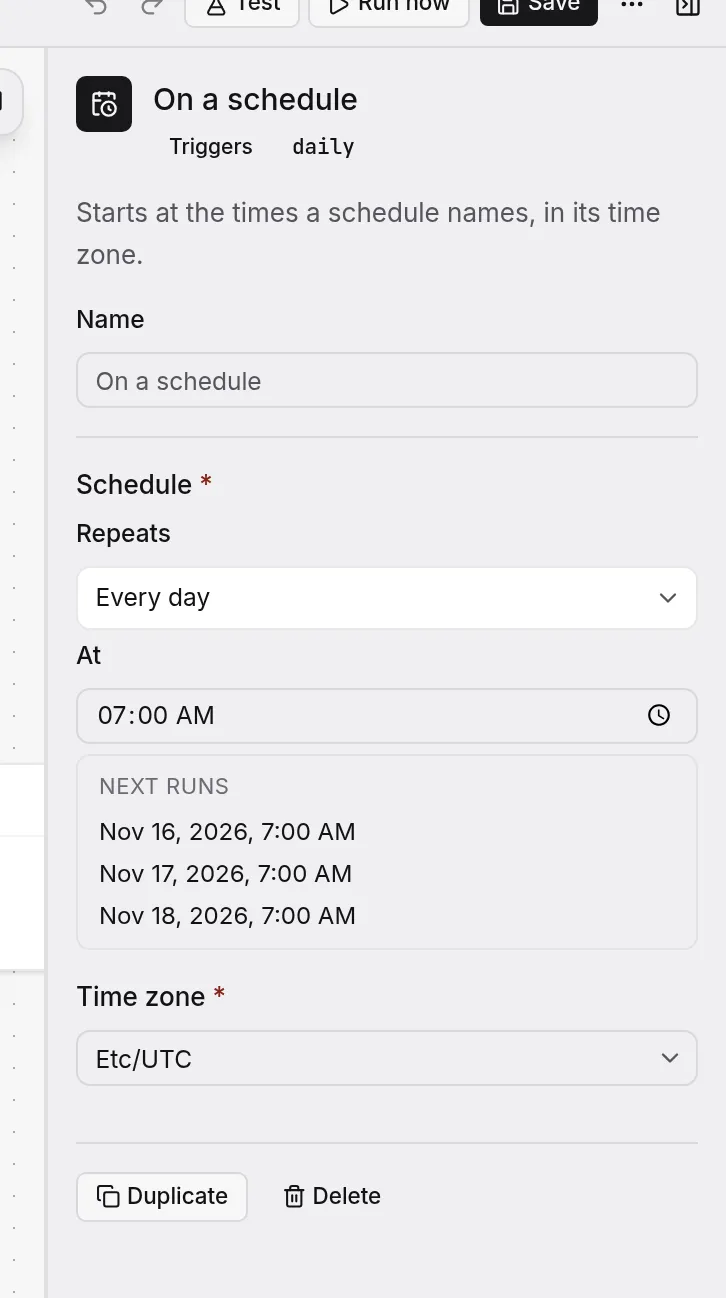 Test
Run now
Save
On a schedule
Triggers daily
Starts at the times a schedule names, in its time
zone.
Name
On a schedule
Schedule *
Repeats
Every day
At
07:00 AM
NEXT RUNS
Nov 16, 2026, 7:00 AM
Nov 17, 2026, 7:00 AM
Nov 18, 2026, 7:00 AM
Time zone *
Etc/UTC
Duplicate
Delete